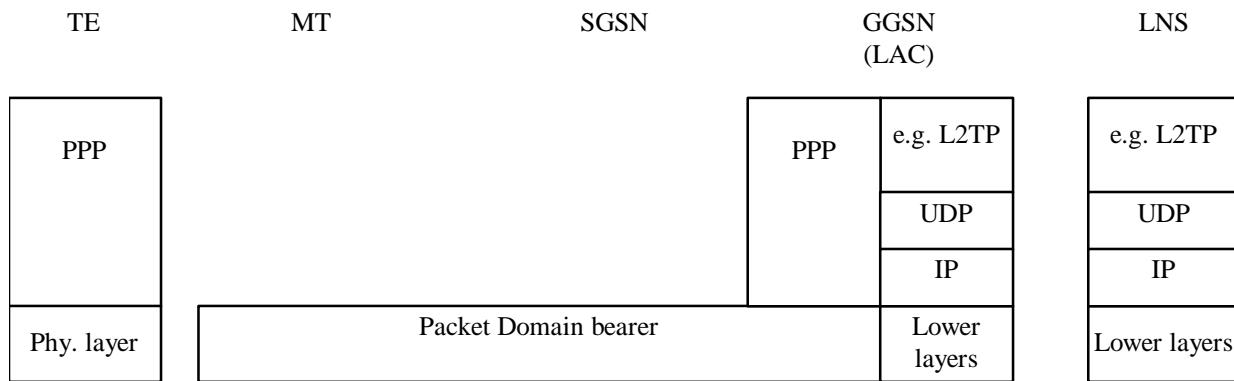 TE MT SGSN GGSN LNS
(LAC)
PPP PPP e.g. L2TP e.g. L2TP
UDP UDP
IP IP
Phy. layer Packet Domain bearer Lower layers Lower layers